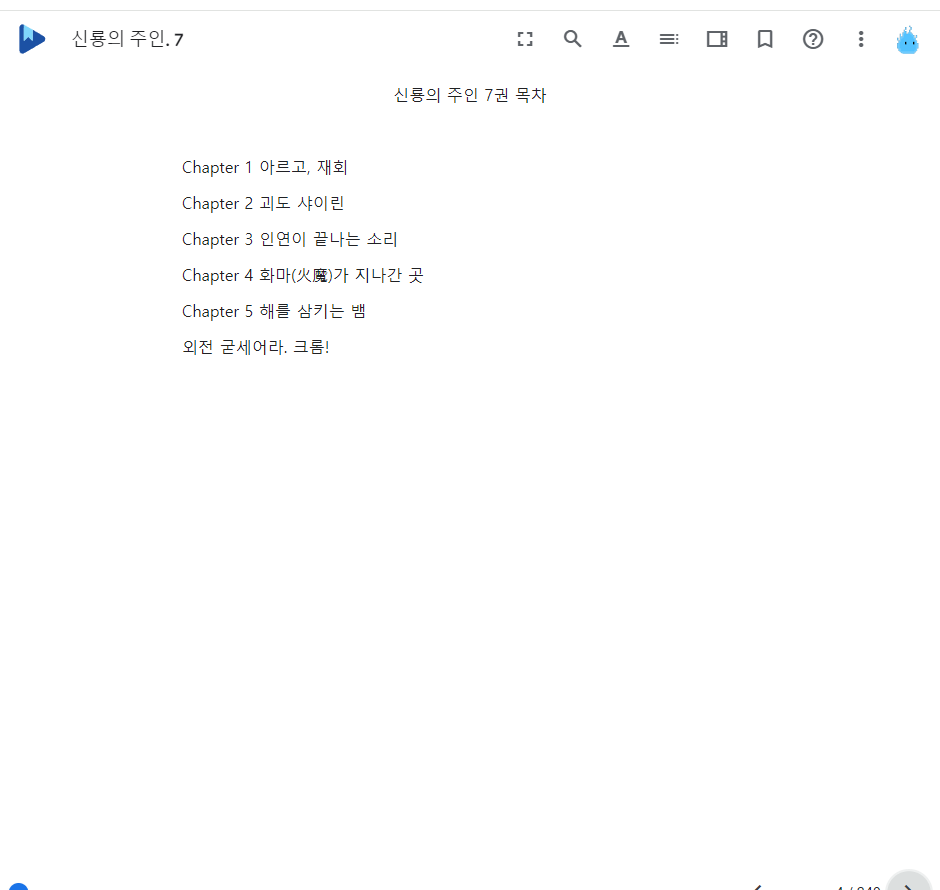 신룡의 주인. 7
신룡의 주인 7권 목차
Chapter 1 아르고, 재회
Chapter 2 괴도 샤이린
Chapter 3 인연이 끝나는 소리
Chapter 4 화마(火魔)가 지나간 곳
Chapter 5 해를 삼키는 뱀
외전 굳세어라. 크롬!